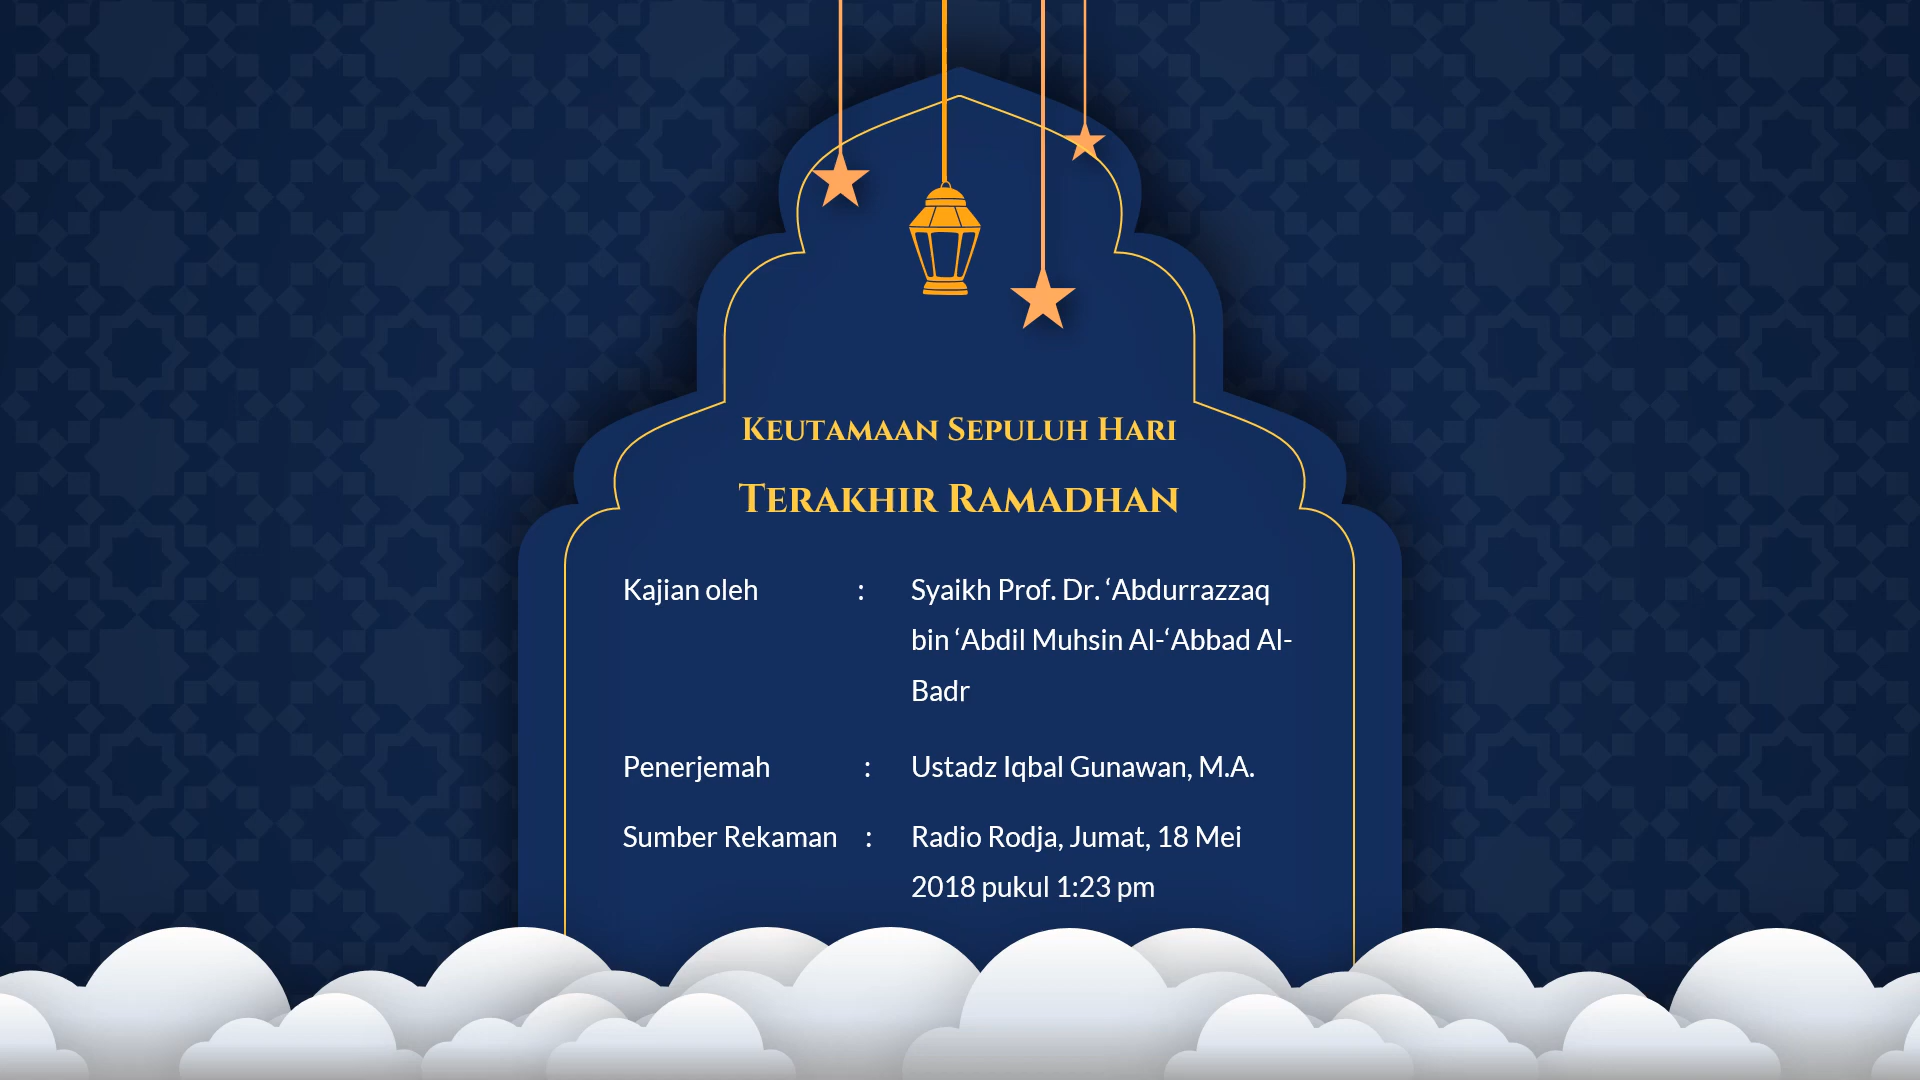 Keutamaan Sepuluh Hari
Terakhir Ramadhan
Kajian oleh : Syaikh Prof. Dr. ‘Abdurrazzaq
bin ‘Abdil Muhsin Al-‘Abbad Al-
Badr
Penerjemah : Ustadz Iqbal Gunawan, M.A.
Sumber Rekaman : Radio Rodja, Jumat, 18 Mei
2018 pukul 1:23 pm